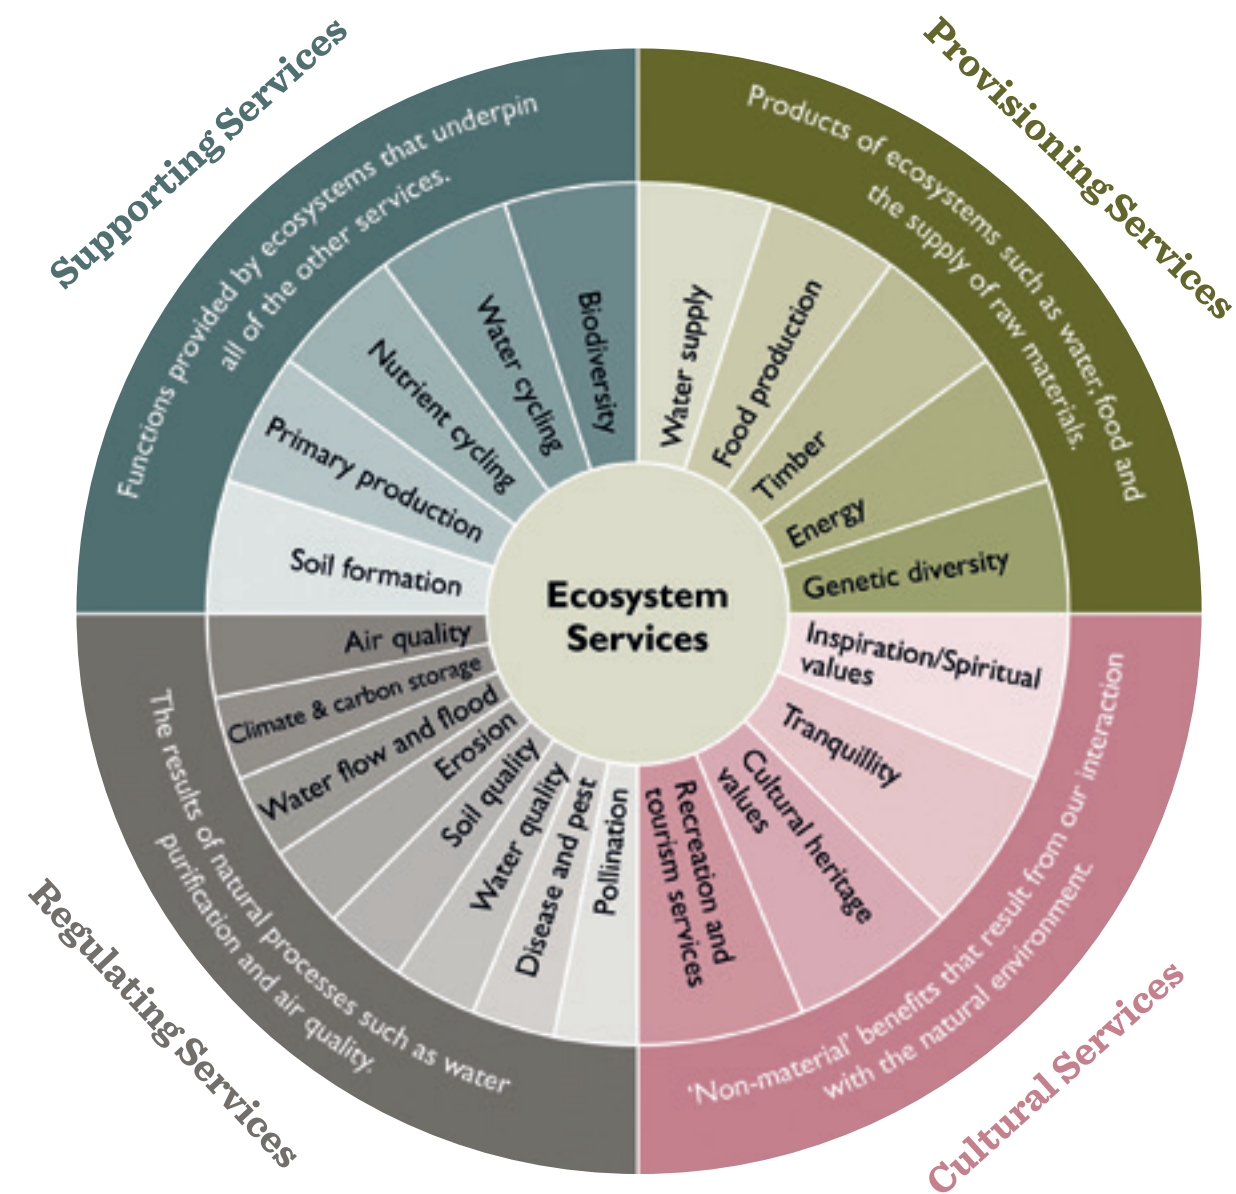 Supporting Services
Functions provided by ecosystems that underpin
all of the other services.
Biodiversity
Water cycling
Nutrient cycling
Primary production
Soil formation
Provisioning Services
Products of ecosystems such as water, food and
the supply of raw materials.
Water supply
Food production
Timber
Energy
Genetic diversity
Ecosystem
Services
Regulating Services
The results of natural processes such as water
purification and air quality.
Air quality
Climate & carbon storage
Water flow and flood
Erosion
Soil quality
Water quality
Disease and pest
Pollination
Cultural Services
'Non-material' benefits that result from our interaction
with the natural environment.
Inspiration/Spiritual
values
Tranquillity
Cultural heritage
values
Recreation and
tourism services